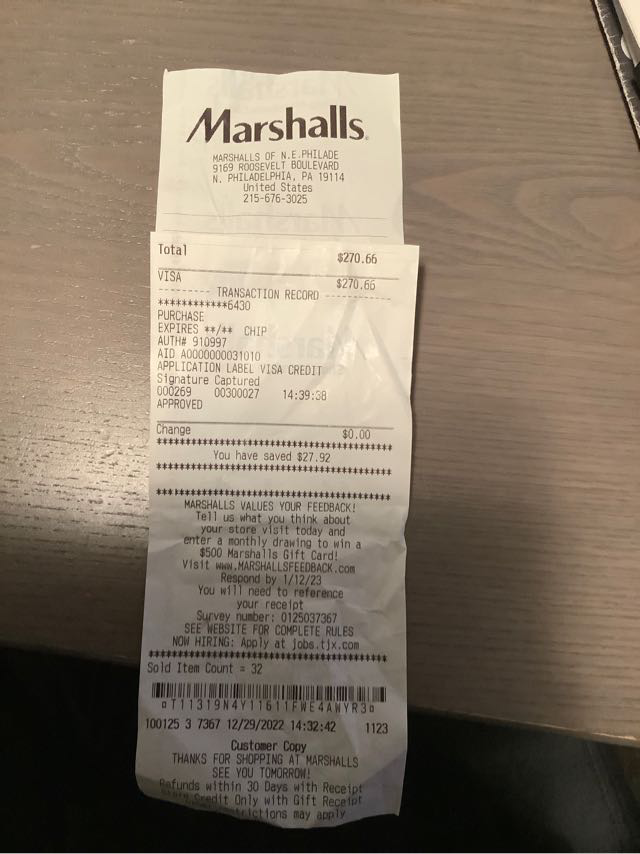 Marshalls
MARSHALLS OF N.E.PHILADE
9169 ROOSEVELT BOULEVARD
N. PHILADELPHIA, PA 19114
United States
215-676-3025
Total $270.66
VISA $270.66
--------- TRANSACTION RECORD -----------
************6430
PURCHASE
EXPIRES **/** CHIP
AUTH# 910997
AID A0000000031010
APPLICATION LABEL VISA CREDIT
Signature Captured
000269 00300027 14:39:38
APPROVED
Change $0.00
****************************************
You have saved $27.92
****************************************
****************************************
MARSHALLS VALUES YOUR FEEDBACK!
Tell us what you think about
your store visit today and
enter a monthly drawing to win a
$500 Marshalls Gift Card!
Visit www.MARSHALLSFEEDBACK.com
Respond by 1/12/23
You will need to reference
your receipt
Survey number: 0125037367
SEE WEBSITE FOR COMPLETE RULES
NOW HIRING: Apply at jobs.tjx.com
****************************************
Sold Item Count = 32
¤T11319N4Y11611FWE4AWYR3¤
100125 3 7367 12/29/2022 14:32:42 1123
Customer Copy
THANKS FOR SHOPPING AT MARSHALLS
SEE YOU TOMORROW!
Refunds within 30 Days with Receipt
Store Credit Only with Gift Receipt
may apply